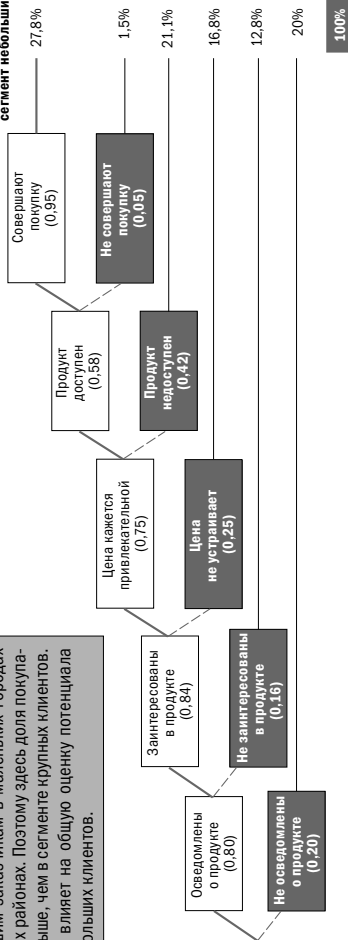 сегмент небольши
Совершают
покупку
(0,95)
27,8%
Не совершают
покупку
(0,05)
1,5%
Продукт
доступен
(0,58)
Продукт
недоступен
(0,42)
21,1%
Цена кажется
привлекательной
(0,75)
Цена
не устраивает
(0,25)
16,8%
Заинтересованы
в продукте
(0,84)
Не заинтересованы
в продукте
(0,16)
12,8%
Осведомлены
о продукте
(0,80)
Не осведомлены
о продукте
(0,20)
20%
100%
в маленьких городах
х районах. Поэтому здесь доля покупа-
ыше, чем в сегменте крупных клиентов.
влияет на общую оценку потенциала
ольших клиентов.